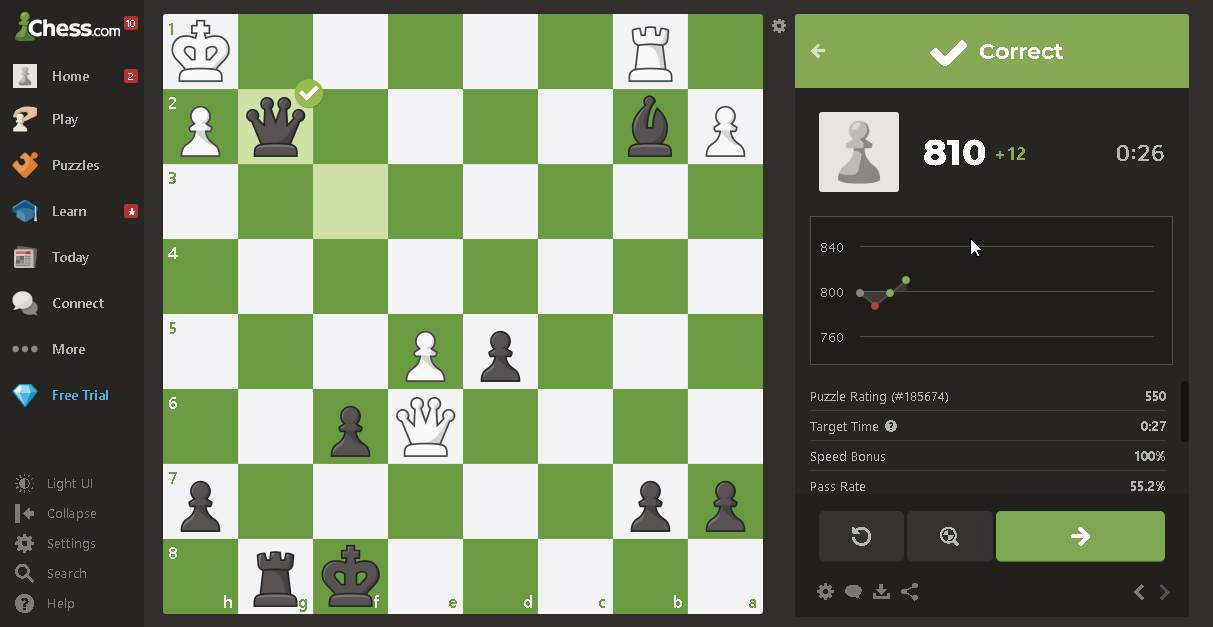 Chess.com 10
Home 2
Play
Puzzles
Learn
Today
Connect
More
Free Trial
Light UI
Collapse
Settings
Search
Help
1
2
3
4
5
6
7
8
h g f e d c b a
Correct
810 +12 0:26
840
800
760
Puzzle Rating (#185674) 550
Target Time ? 0:27
Speed Bonus 100%
Pass Rate 55.2%